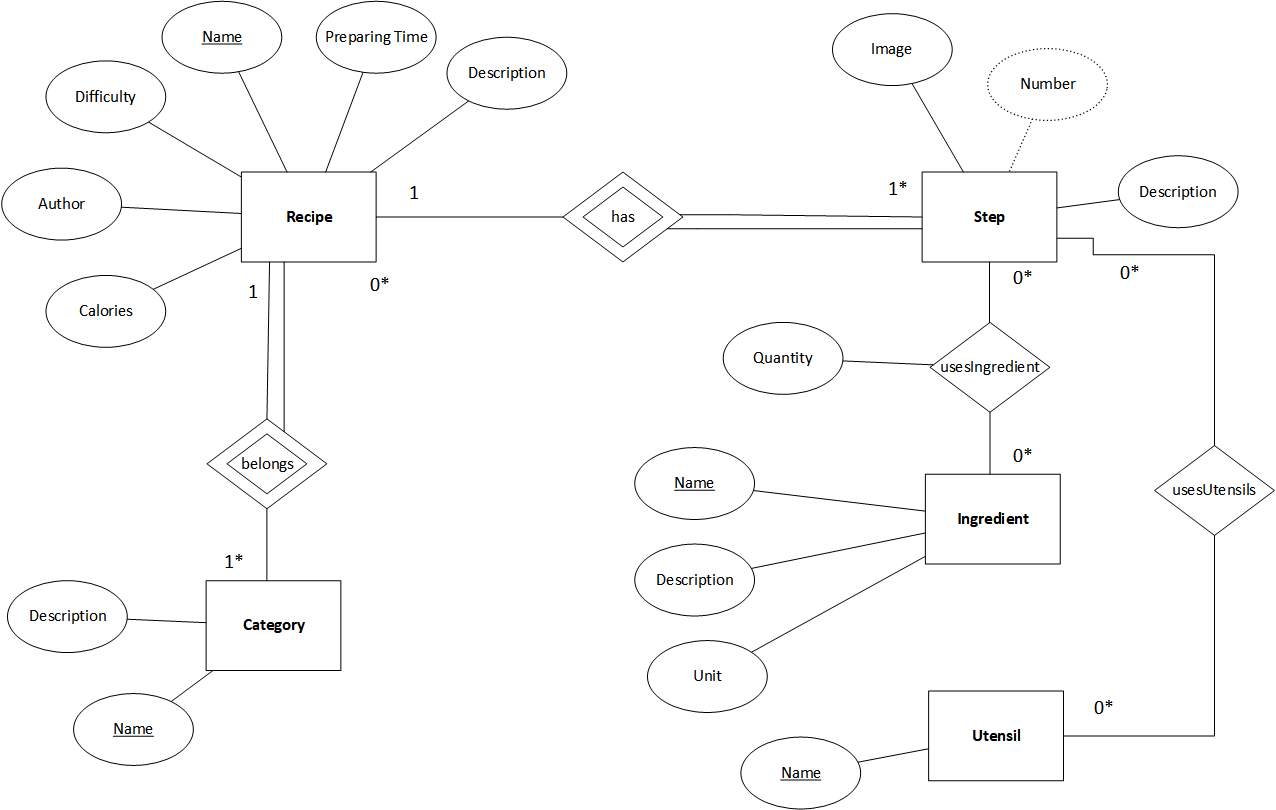 Name
Preparing Time
Description
Image
Number
Difficulty
Author
Recipe
1
has
1*
Step
Description
Calories
1
0*
0*
0*
Quantity
usesIngredient
belongs
0*
Name
usesUtensils
Ingredient
1*
Description
Description
Category
Unit
Name
0*
Utensil
Name